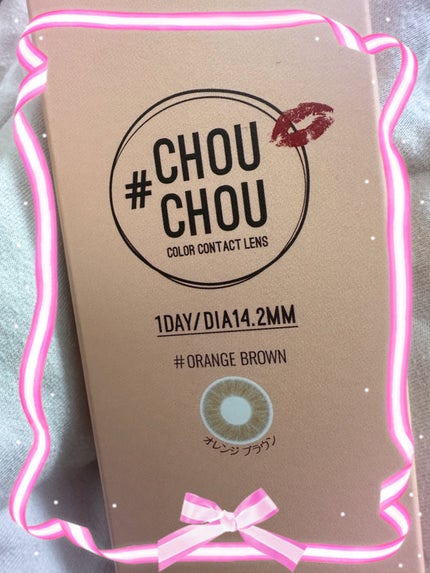 #CHOU
CHOU
COLOR CONTACT LENS
1DAY/DIA14.2MM
#ORANGE BROWN
オレンジブラウン